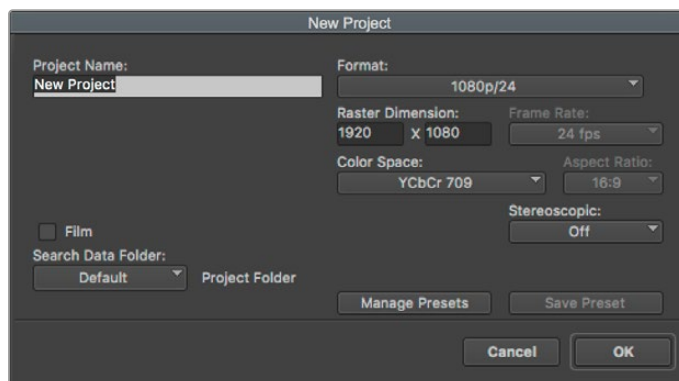 New Project
Project Name:
New Project
Format:
1080p/24
Raster Dimension:
Frame Rate:
1920 x 1080
24 fps
Color Space:
Aspect Ratio:
YCbCr 709
16:9
Stereoscopic:
Film
Off
Search Data Folder:
Default
Project Folder
Manage Presets
Save Preset
Cancel
OK